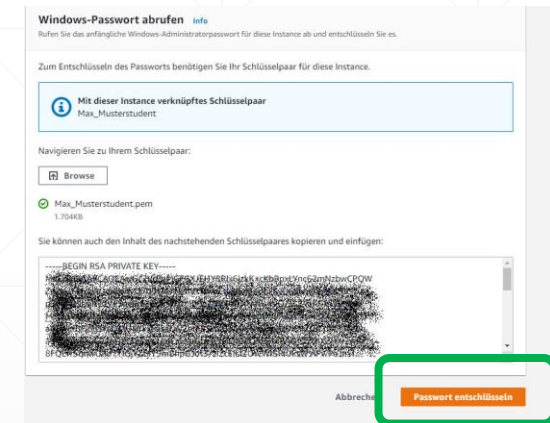 Windows-Passwort abrufen Info
Rufen Sie das anfängliche Windows-Administratorpasswort für diese Instance ab und entschlüsseln Sie es.
Zum Entschlüsseln des Passworts benötigen Sie Ihr Schlüsselpaar für diese Instance.
Mit dieser Instance verknüpftes Schlüsselpaar
Max_Musterstudent
Navigieren Sie zu Ihrem Schlüsselpaar:
Browse
Max_Musterstudent.pem
1.704KB
Sie können auch den Inhalt des nachstehenden Schlüsselpaares kopieren und einfügen:
-----BEGIN RSA PRIVATE KEY-----
Abbreche
Passwort entschlüsseln